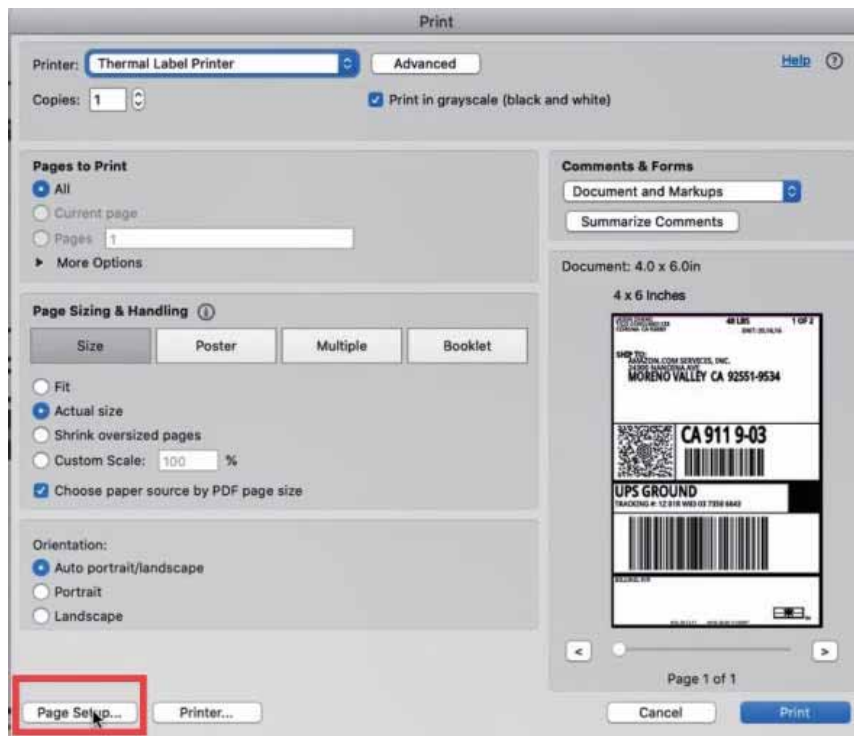 Print
Printer: Thermal Label Printer Advanced Help ?
Copies: 1 Print in grayscale (black and white)
Pages to Print
All
Current page
Pages 1
More Options
Comments & Forms
Document and Markups
Summarize Comments
Document: 4.0 x 6.0in
4 x 6 Inches
Page Sizing & Handling
Size Poster Multiple Booklet
Fit
Actual size
Shrink oversized pages
Custom Scale: 100 %
Choose paper source by PDF page size
Orientation:
Auto portrait/landscape
Portrait
Landscape
48 LBS 1 OF 2
SHIP TO:
AMAZON.COM SERVICES, INC.
MORENO VALLEY CA 92551-9534
CA 911 9-03
UPS GROUND
< >
Page 1 of 1
Page Setup... Printer... Cancel Print